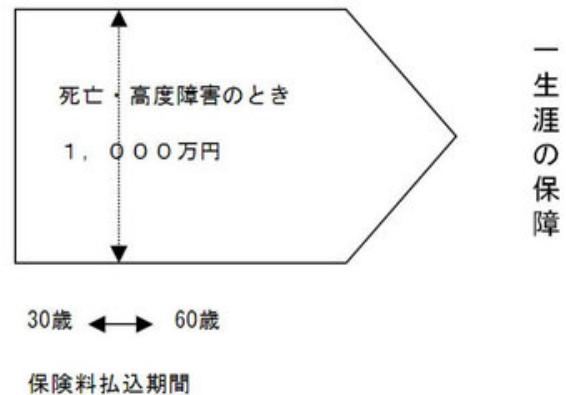 死亡・高度障害のとき
１，０００万円
一生涯の保障
30歳 60歳
保険料払込期間